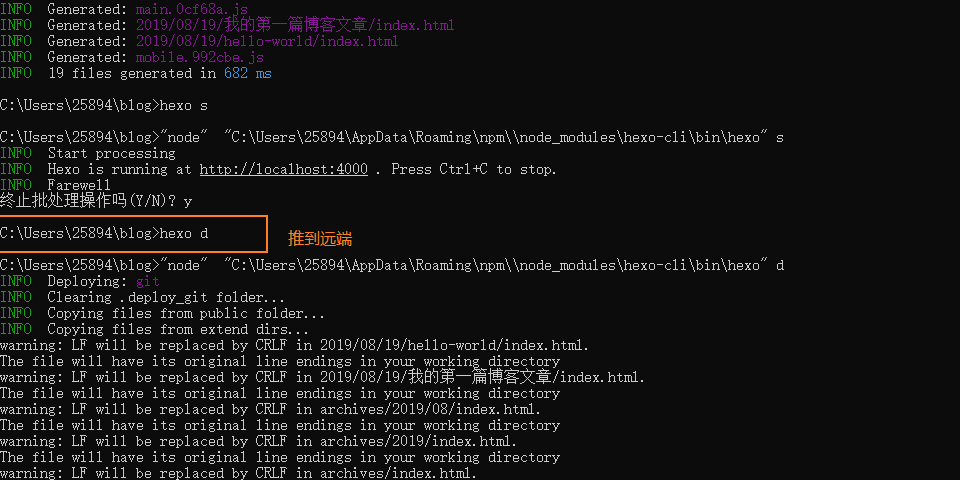 INFO  Generated: main.0cf68a.js
INFO  Generated: 2019/08/19/我的第一篇博客文章/index.html
INFO  Generated: 2019/08/19/hello-world/index.html
INFO  Generated: mobile.992cbe.js
INFO  19 files generated in 682 ms
C:\Users\25894\blog>hexo s
C:\Users\25894\blog>"node"  "C:\Users\25894\AppData\Roaming\npm\\node_modules\hexo-cli\bin\hexo" s
INFO  Start processing
INFO  Hexo is running at http://localhost:4000 . Press Ctrl+C to stop.
INFO  Farewell
终止批处理操作吗(Y/N)? y
C:\Users\25894\blog>hexo d
推到远端
C:\Users\25894\blog>"node"  "C:\Users\25894\AppData\Roaming\npm\\node_modules\hexo-cli\bin\hexo" d
INFO  Deploying: git
INFO  Clearing .deploy_git folder...
INFO  Copying files from public folder...
INFO  Copying files from extend dirs...
warning: LF will be replaced by CRLF in 2019/08/19/hello-world/index.html.
The file will have its original line endings in your working directory
warning: LF will be replaced by CRLF in 2019/08/19/我的第一篇博客文章/index.html.
The file will have its original line endings in your working directory
warning: LF will be replaced by CRLF in archives/2019/08/index.html.
The file will have its original line endings in your working directory
warning: LF will be replaced by CRLF in archives/2019/index.html.
The file will have its original line endings in your working directory
warning: LF will be replaced by CRLF in archives/index.html.